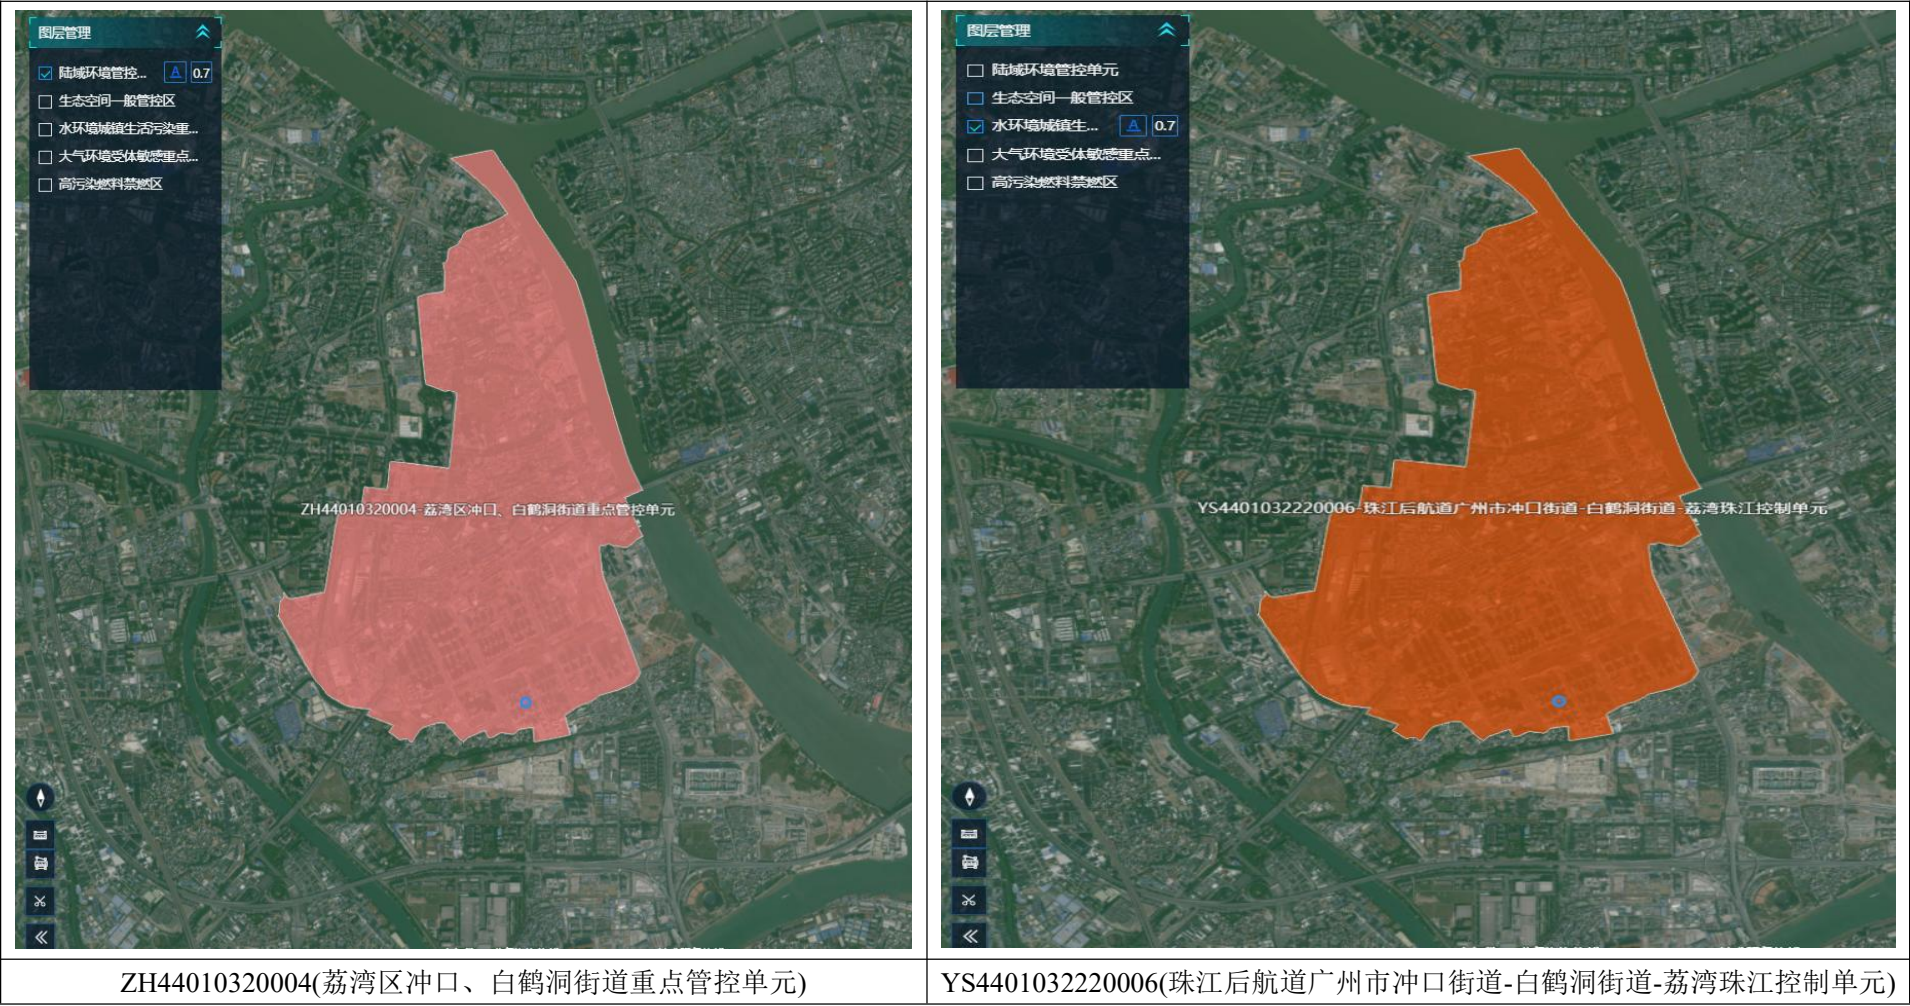 图层管理
陆域环境管控... A 0.7
生态空间一般管控区
水环境城镇生活污染重...
大气环境受体敏感重点...
高污染燃料禁燃区
ZH44010320004-荔湾区冲口、白鹤洞街道重点管控单元
ZH44010320004(荔湾区冲口、白鹤洞街道重点管控单元)
图层管理
陆域环境管控单元
生态空间一般管控区
水环境城镇生... A 0.7
大气环境受体敏感重点...
高污染燃料禁燃区
YS4401032220006-珠江后航道广州市冲口街道-白鹤洞街道-荔湾珠江控制单元
YS4401032220006(珠江后航道广州市冲口街道-白鹤洞街道-荔湾珠江控制单元)